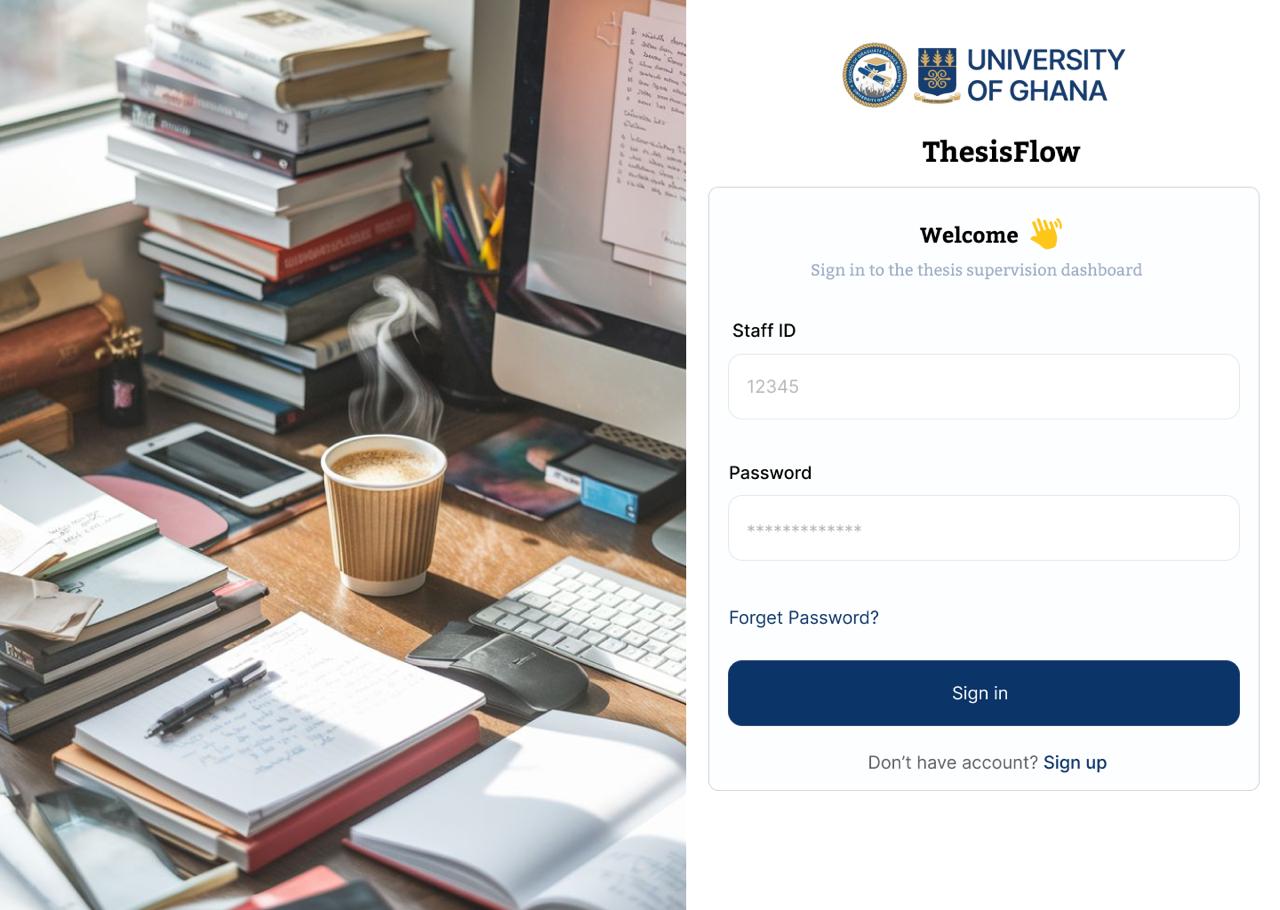 UNIVERSITY
OF GHANA
ThesisFlow
Welcome 👋
Sign in to the thesis supervision dashboard
Staff ID
12345
Password
*************
Forget Password?
Sign in
Don’t have account? Sign up